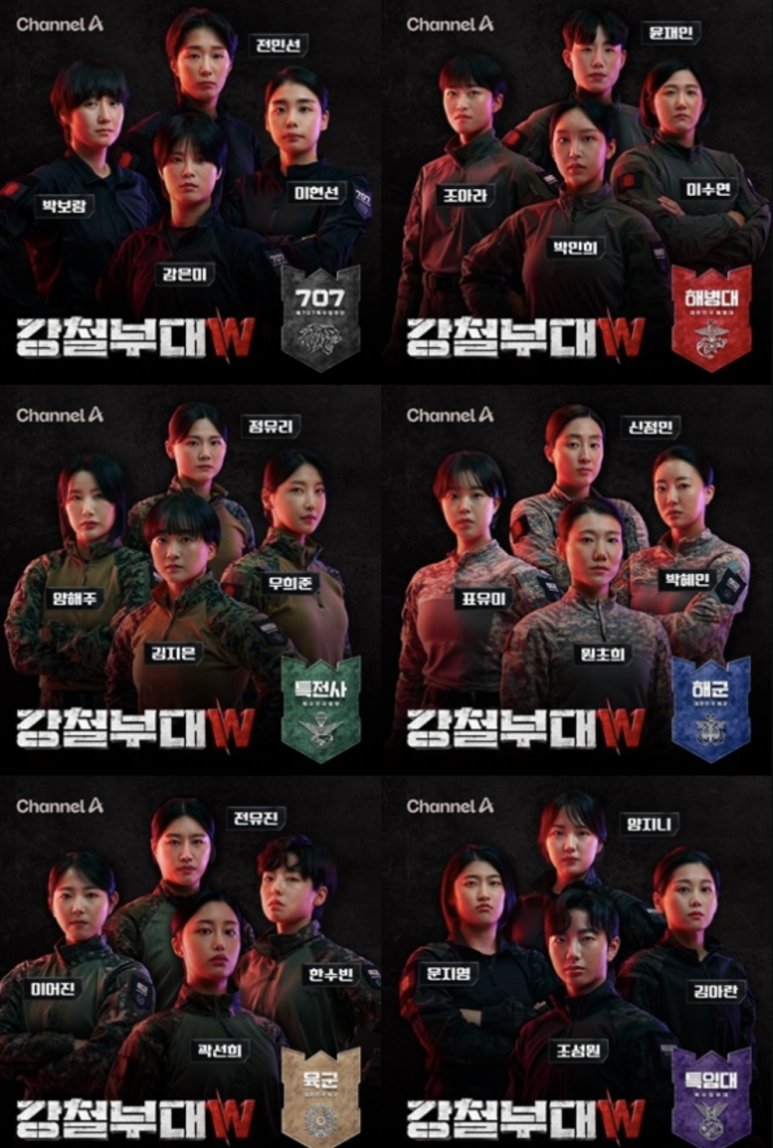 Channel A
전민선
박보람
이현선
강은미
707
강철부대W
Channel A
윤재인
조아라
이수연
박민희
해병대
강철부대W
Channel A
정유리
양해주
우희준
김지은
특전사
강철부대W
Channel A
신정민
표유미
박혜민
원초희
해군
강철부대W
Channel A
전유진
이어진
한수빈
곽선희
육군
강철부대W
Channel A
양지니
문지영
김아란
조성원
특임대
강철부대W